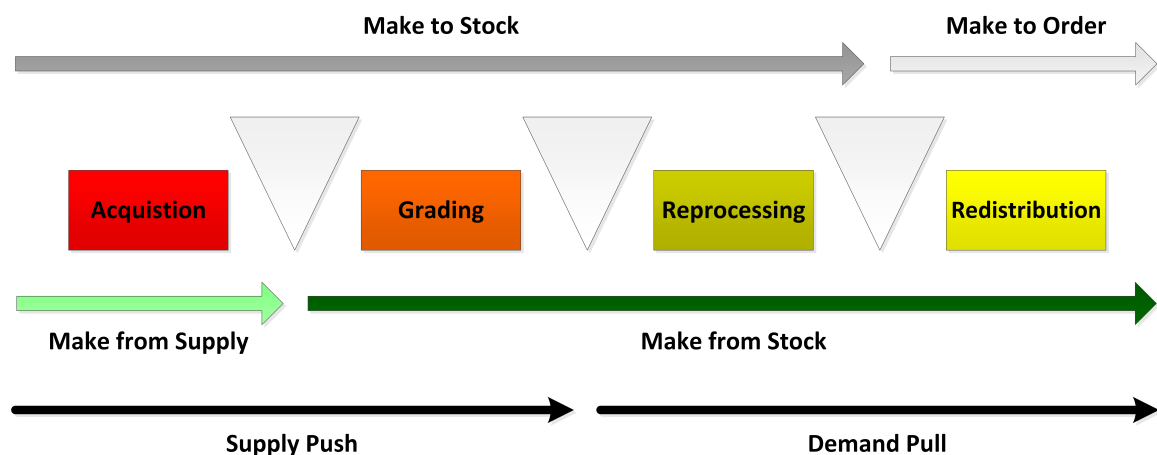 Make to Stock
Make to Order
Acquistion
Grading
Reprocessing
Redistribution
Make from Supply
Make from Stock
Supply Push
Demand Pull